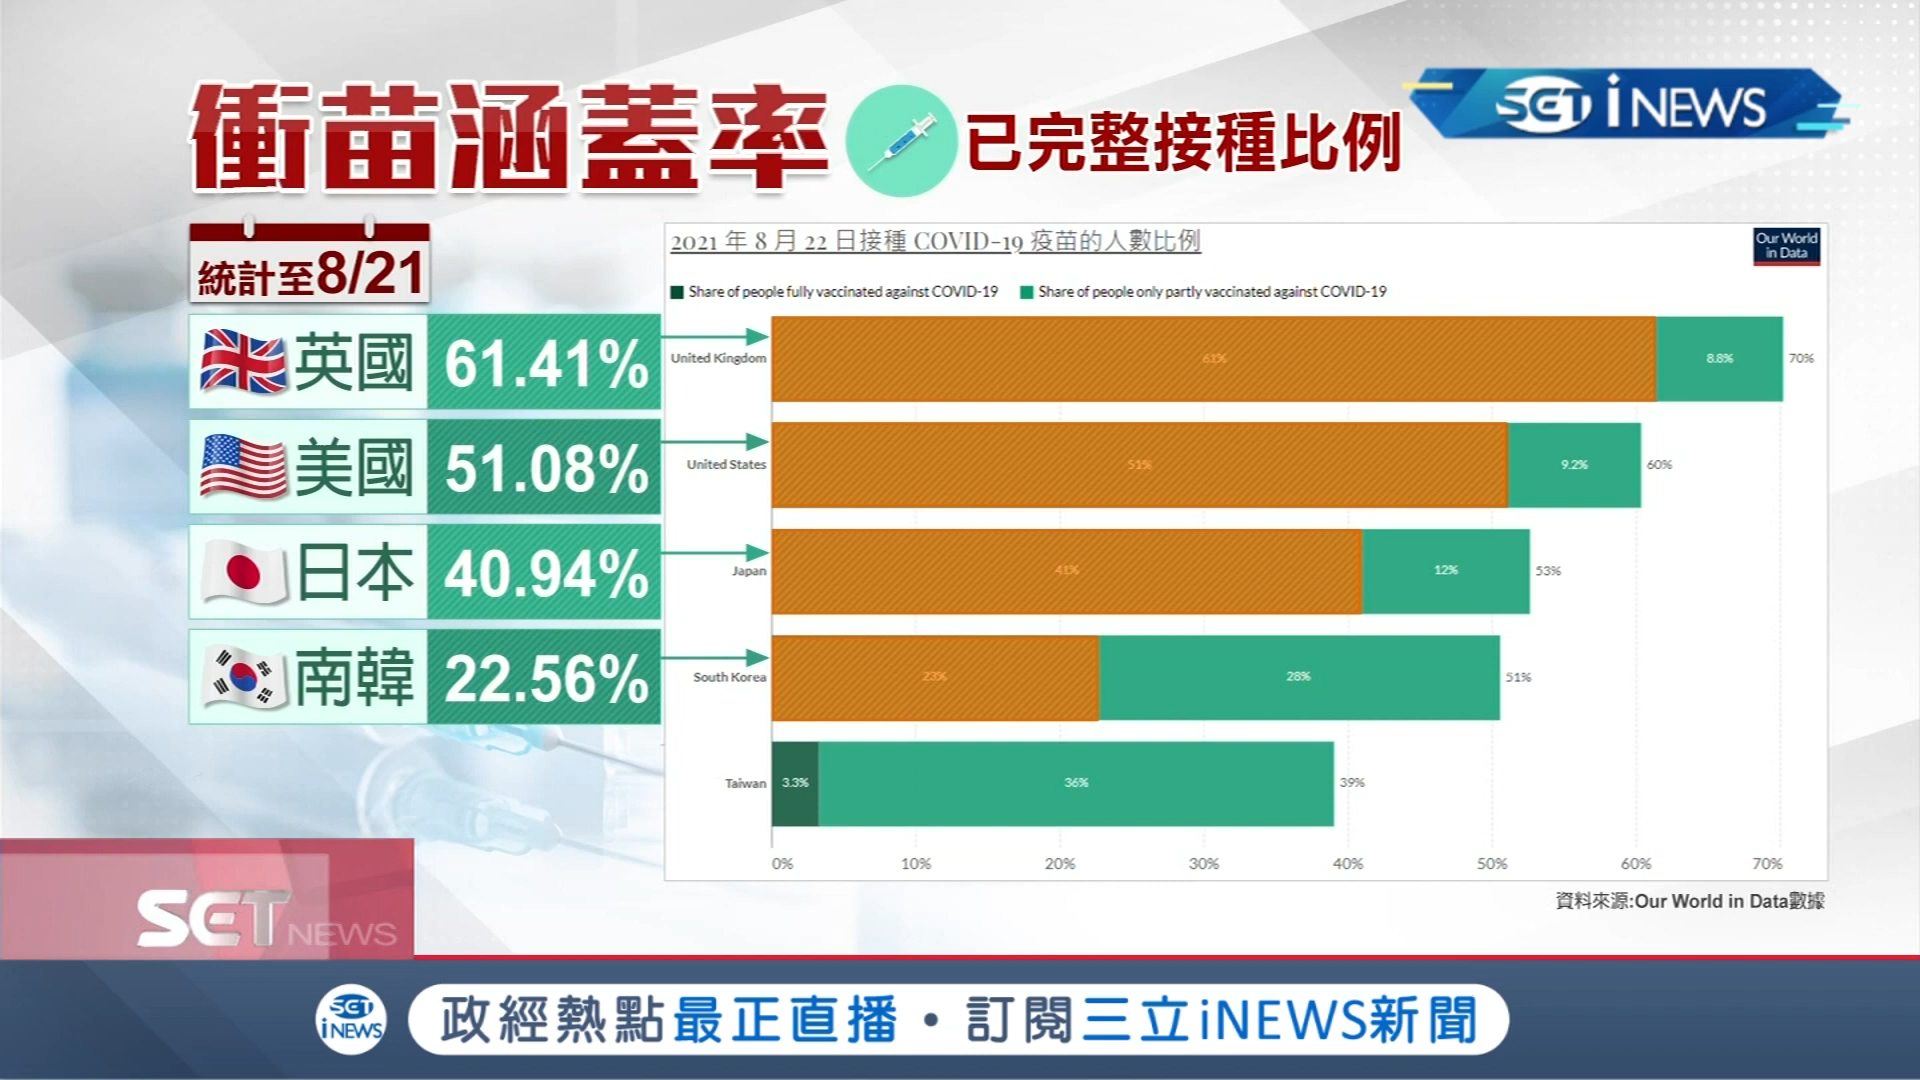 衝苗涵蓋率
已完整接種比例
SET iNEWS
統計至8/21
英國 61.41%
美國 51.08%
日本 40.94%
南韓 22.56%
2021 年 8 月 22 日接種 COVID-19 疫苗的人數比例
Our World
in Data
Share of people fully vaccinated against COVID-19
Share of people only partly vaccinated against COVID-19
United Kingdom 61% 8.8% 70%
United States 51% 9.2% 60%
Japan 41% 12% 53%
South Korea 23% 28% 51%
Taiwan 3.3% 36% 39%
0% 10% 20% 30% 40% 50% 60% 70%
資料來源:Our World in Data數據
SET NEWS
SET
iNEWS
政經熱點最正直播・訂閱三立iNEWS新聞